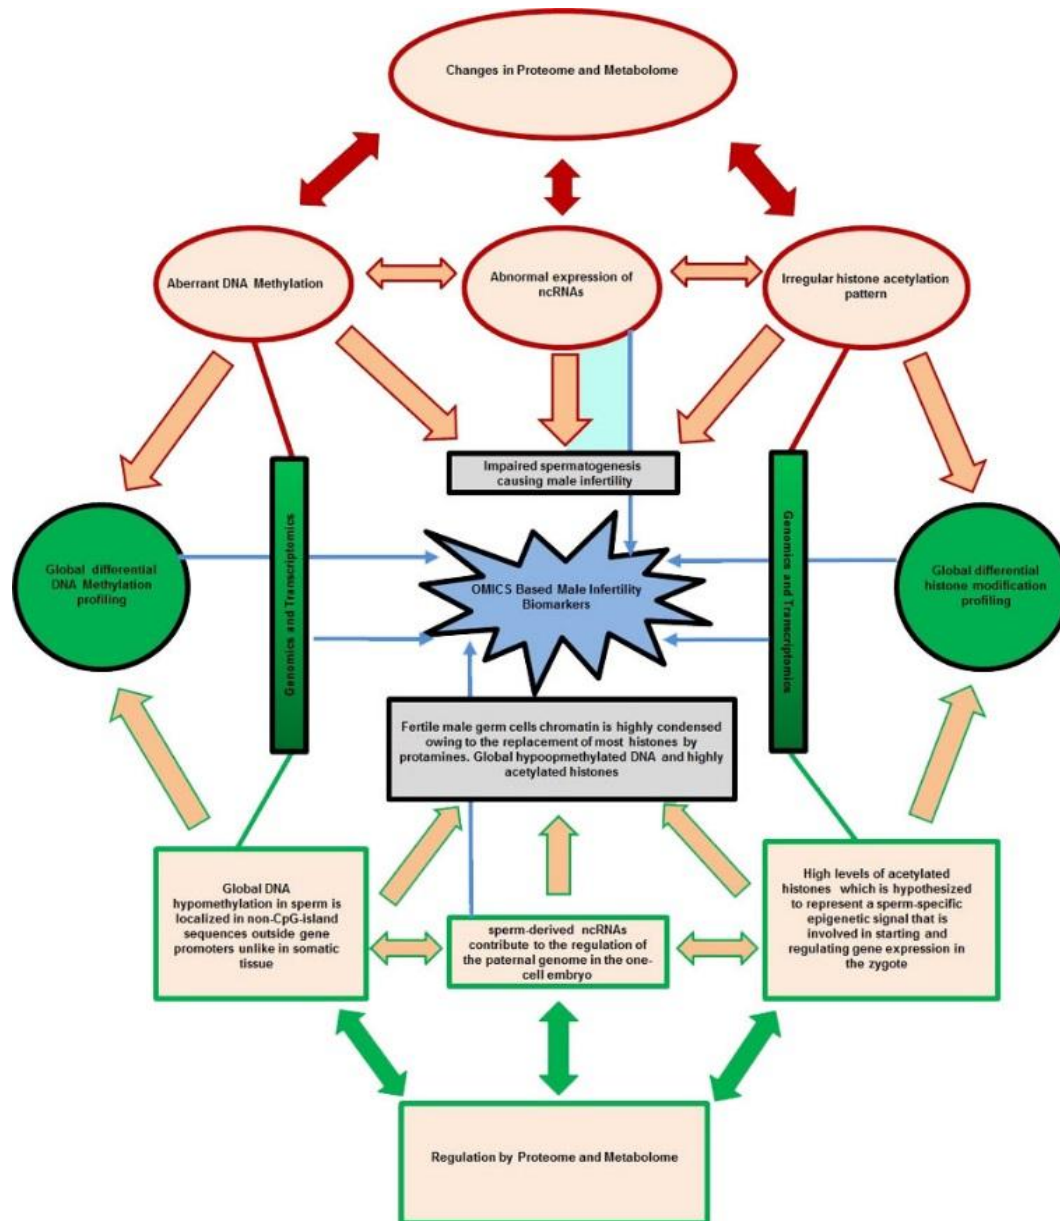 Changes in Proteome and Metabolome
Aberrant DNA Methylation
Abnormal expression of
ncRNAs
Irregular histone acetylation
pattern
Impaired spermatogenesis
causing male infertility
Genomics and Transcriptomics
Genomics and Transcriptomics
Global differential
DNA Methylation
profiling
OMICS Based Male Infertility
Biomarkers
Global differential
histone modification
profiling
Fertile male germ cells chromatin is highly condensed
owing to the replacement of most histones by
protamines. Global hypoopmethylated DNA and highly
acetylated histones
Global DNA
hypomethylation in sperm is
localized in non-CpG-island
sequences outside gene
promoters unlike in somatic
tissue
sperm-derived ncRNAs
contribute to the regulation of
the paternal genome in the one-
cell embryo
High levels of acetylated
histones which is hypothesized
to represent a sperm-specific
epigenetic signal that is
involved in starting and
regulating gene expression in
the zygote
Regulation by Proteome and Metabolome